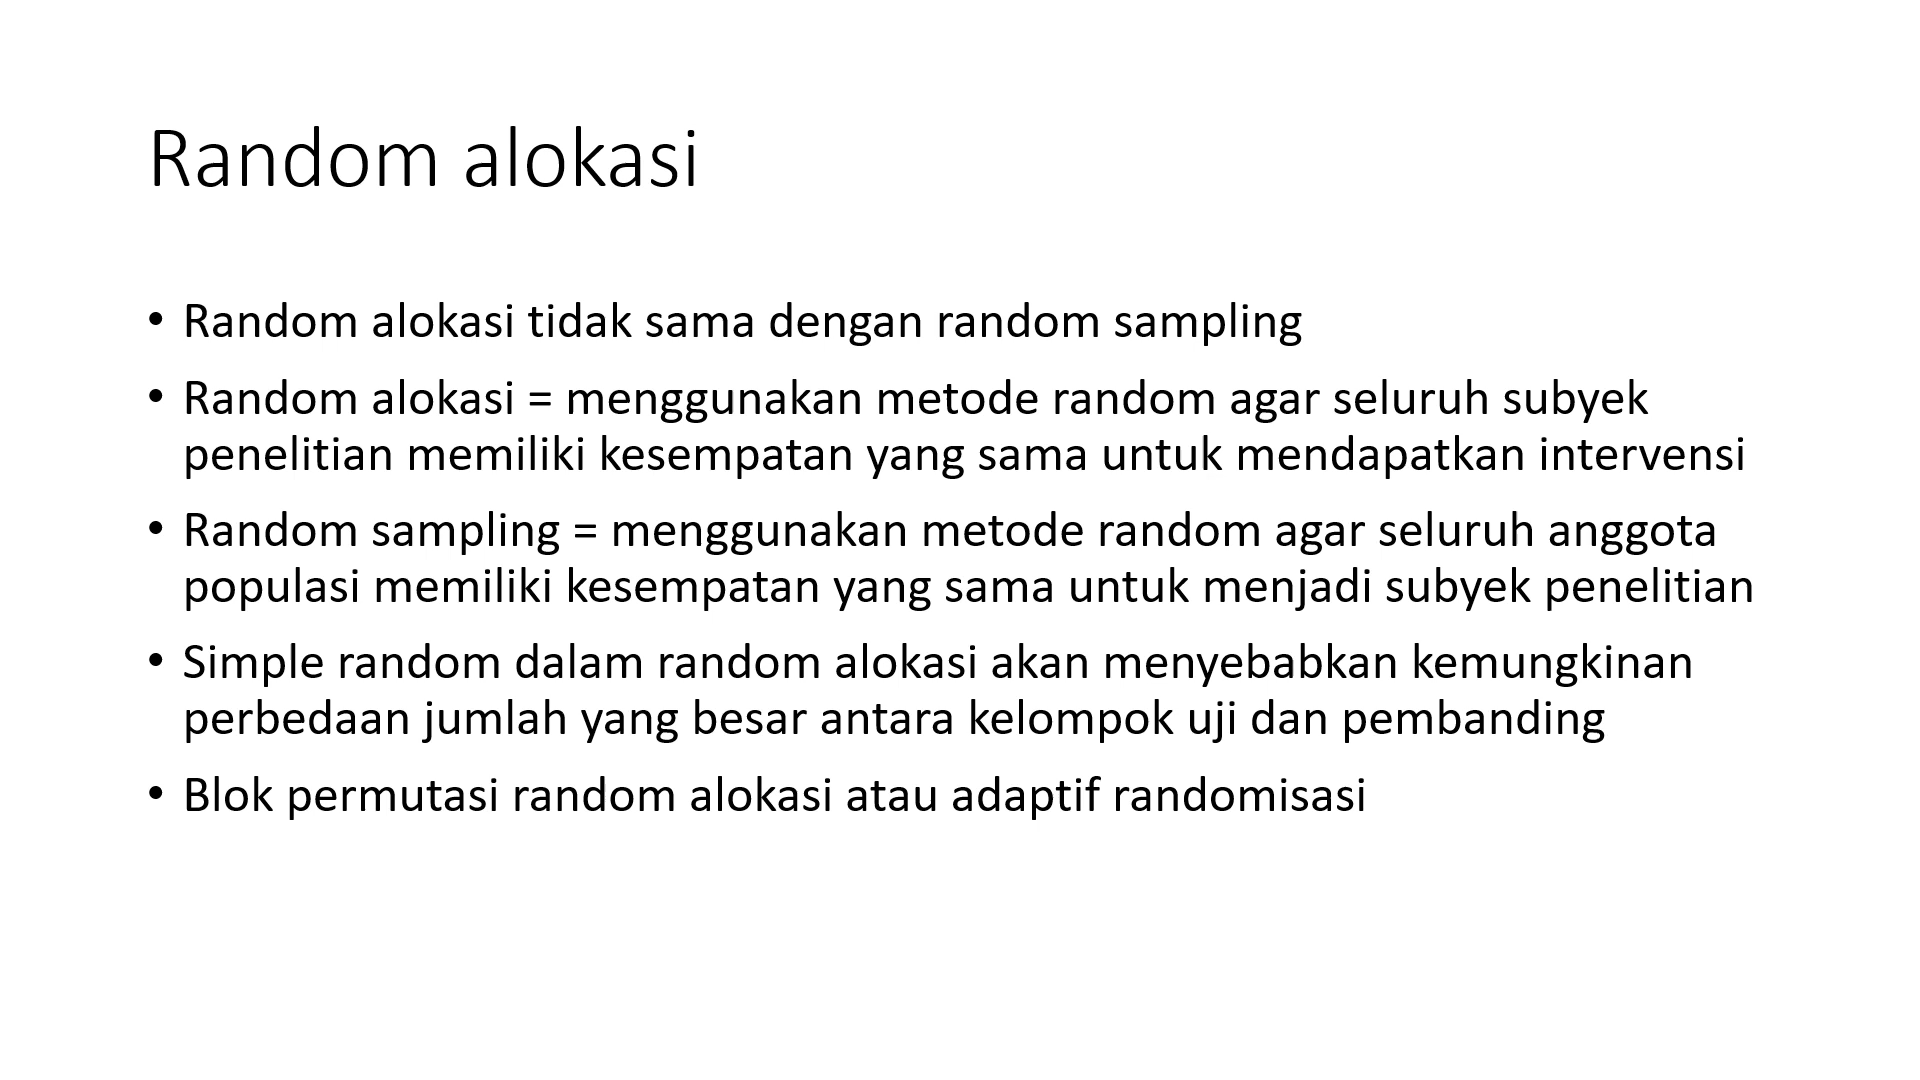 Random alokasi
• Random alokasi tidak sama dengan random sampling
• Random alokasi = menggunakan metode random agar seluruh subyek
penelitian memiliki kesempatan yang sama untuk mendapatkan intervensi
• Random sampling = menggunakan metode random agar seluruh anggota
populasi memiliki kesempatan yang sama untuk menjadi subyek penelitian
• Simple random dalam random alokasi akan menyebabkan kemungkinan
perbedaan jumlah yang besar antara kelompok uji dan pembanding
• Blok permutasi random alokasi atau adaptif randomisasi